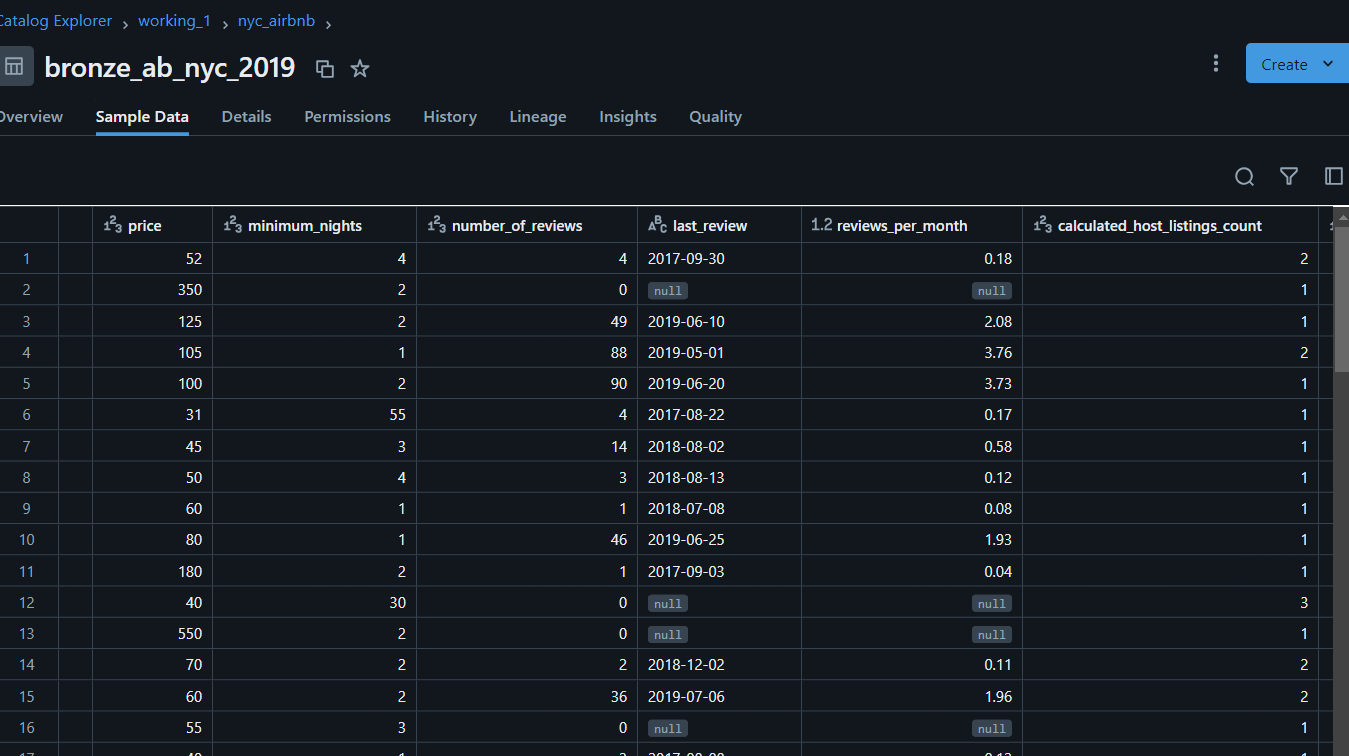 Catalog Explorer > working_1 > nyc_airbnb >
bronze_ab_nyc_2019
Create
Overview Sample Data Details Permissions History Lineage Insights Quality
123 price 123 minimum_nights 123 number_of_reviews ABC last_review 1.2 reviews_per_month 123 calculated_host_listings_count
1 52 4 4 2017-09-30 0.18 2
2 350 2 0 null null 1
3 125 2 49 2019-06-10 2.08 1
4 105 1 88 2019-05-01 3.76 2
5 100 2 90 2019-06-20 3.73 1
6 31 55 4 2017-08-22 0.17 1
7 45 3 14 2018-08-02 0.58 1
8 50 4 3 2018-08-13 0.12 1
9 60 1 1 2018-07-08 0.08 1
10 80 1 46 2019-06-25 1.93 1
11 180 2 1 2017-09-03 0.04 1
12 40 30 0 null null 3
13 550 2 0 null null 1
14 70 2 2 2018-12-02 0.11 2
15 60 2 36 2019-07-06 1.96 2
16 55 3 0 null null 1